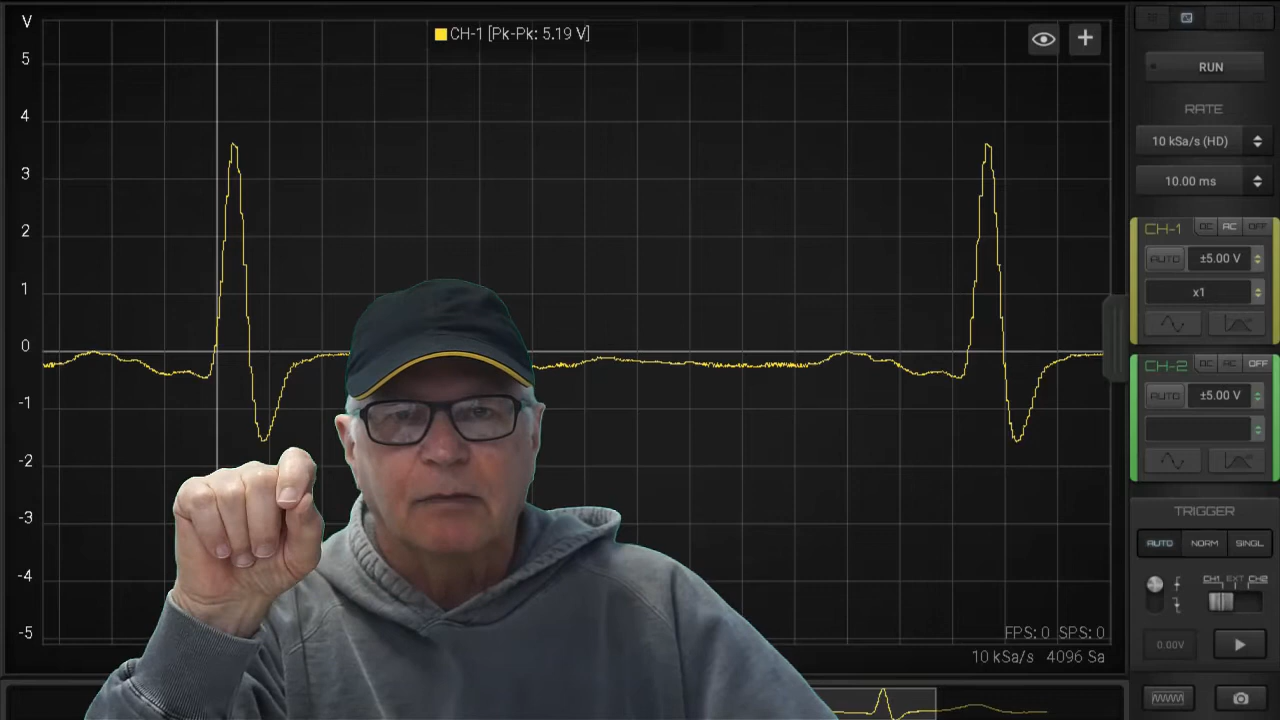 V
CH-1 [Pk-Pk: 5.19 V]
5
4
3
2
1
0
-1
-2
-3
-4
-5
FPS: 0 SPS: 0
10 kSa/s 4096 Sa
RUN
RATE
10 kSa/s (HD)
10.00 ms
CH-1 DC AC OFF
AUTO ±5.00 V
x1
CH-2 DC AC OFF
AUTO ±5.00 V
TRIGGER
AUTO NORM SINGL
CH1 EXT CH2
0.00V